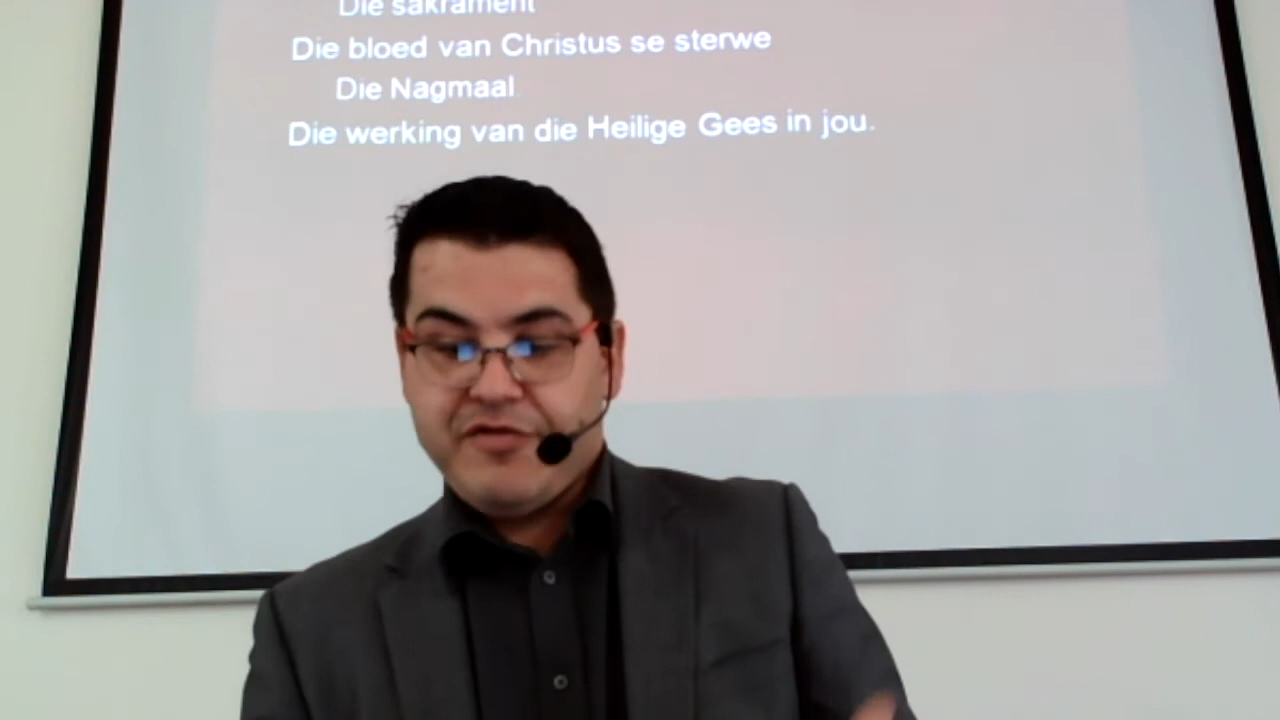 Die sakrament
Die bloed van Christus se sterwe
Die Nagmaal
Die werking van die Heilige Gees in jou.